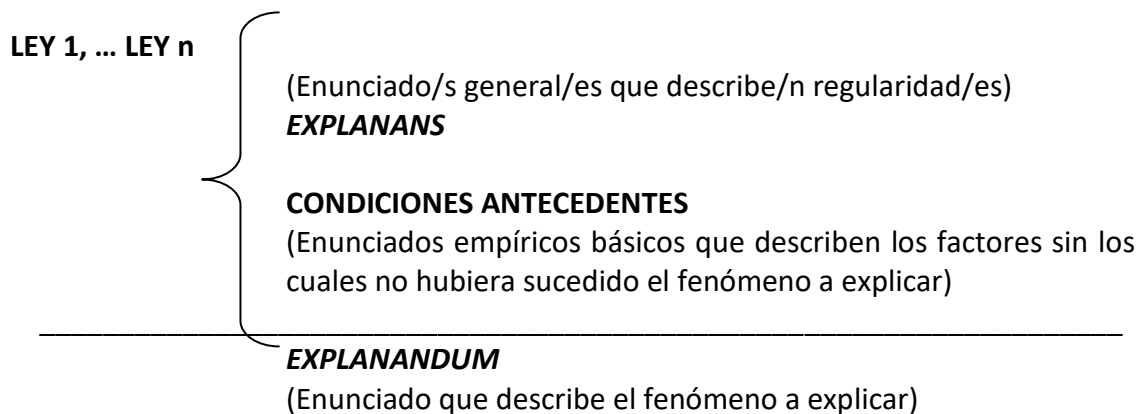 LEY 1, … LEY n
(Enunciado/s general/es que describe/n regularidad/es)
EXPLANANS
CONDICIONES ANTECEDENTES
(Enunciados empíricos básicos que describen los factores sin los
cuales no hubiera sucedido el fenómeno a explicar)
EXPLANANDUM
(Enunciado que describe el fenómeno a explicar)